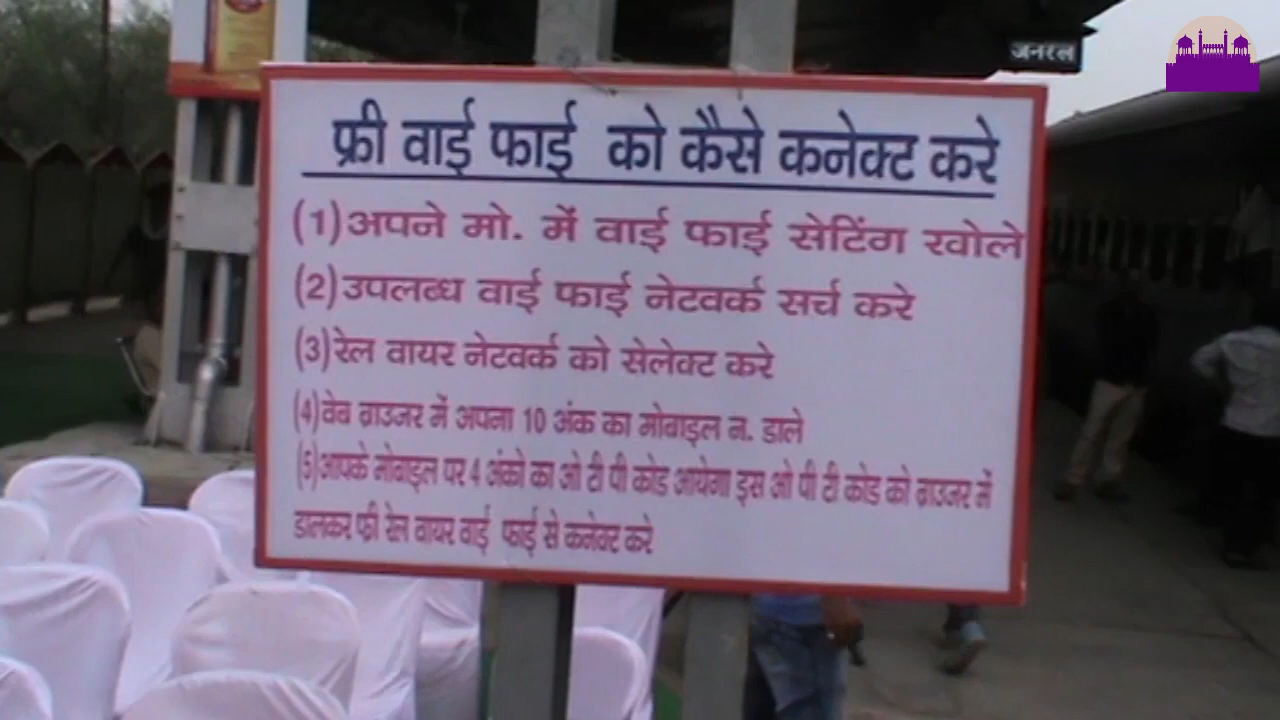 जनरल
फ्री वाई फाई को कैसे कनेक्ट करे
(1)अपने मो. में वाई फाई सेटिंग खोले
(2)उपलब्ध वाई फाई नेटवर्क सर्च करे
(3)रेल वायर नेटवर्क को सेलेक्ट करे
(4)वेब ब्राउजर में अपना 10 अंक का मोबाइल न. डाले
(5)आपके मोबाइल पर 4 अंको का ओ टी पी कोड आयेगा इस ओ पी टी कोड को ब्राउजर में
डालकर फ्री रेल वायर वाई फाई से कनेक्ट करे